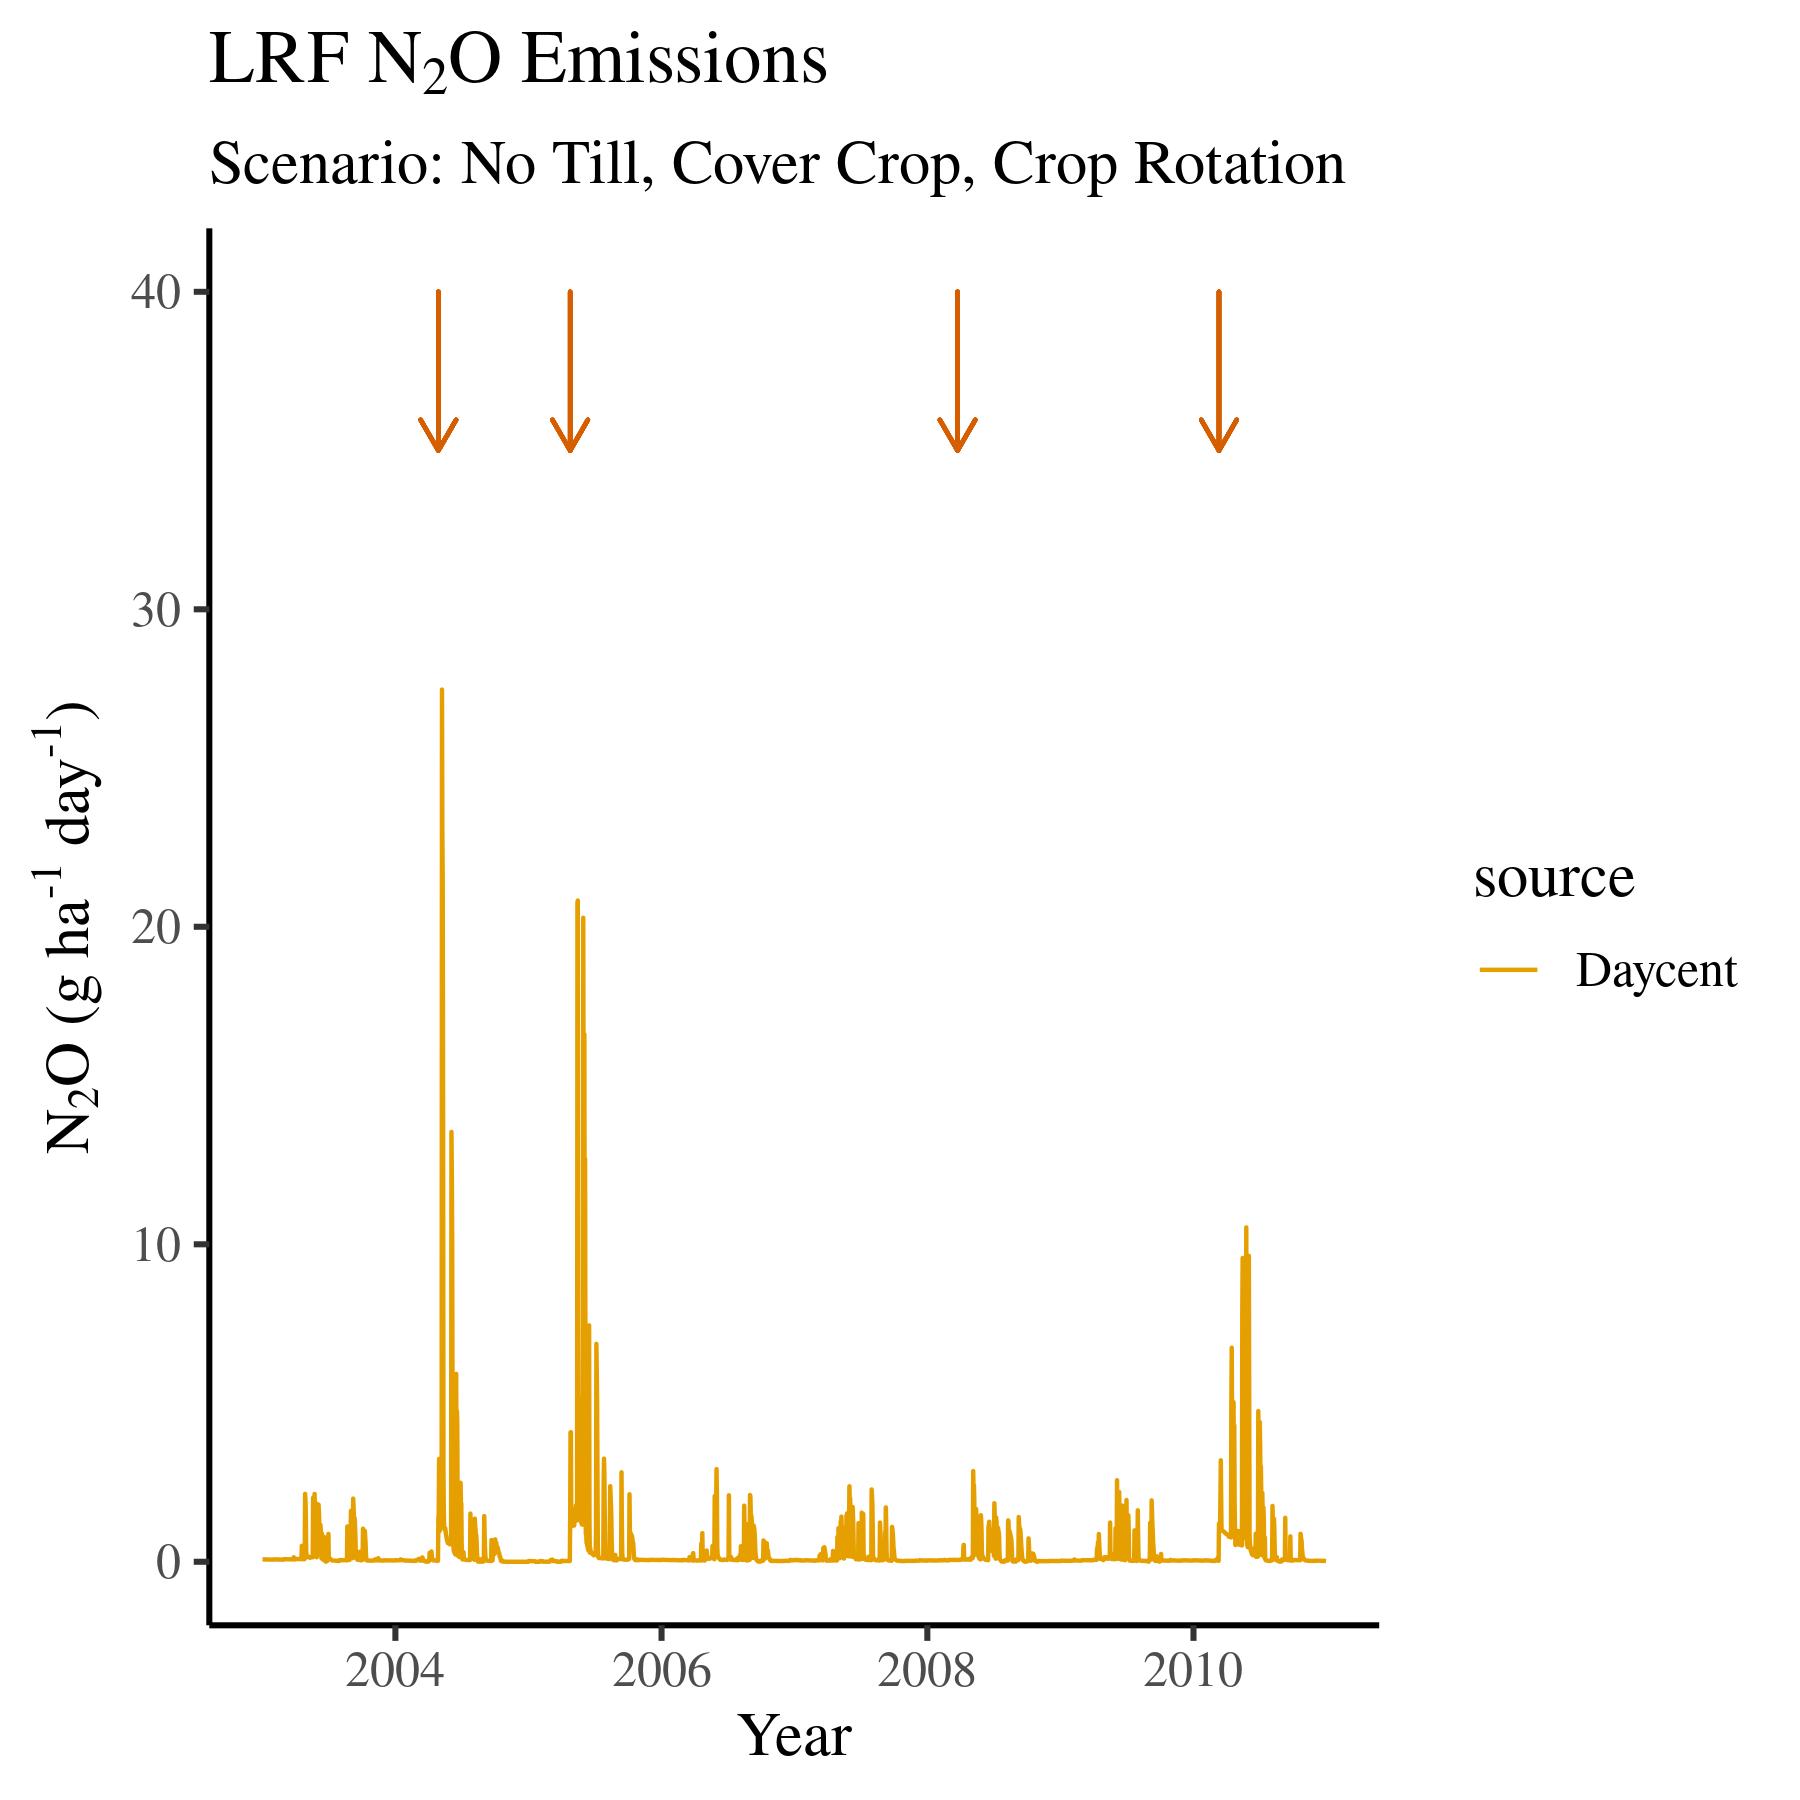 LRF N₂O Emissions
Scenario: No Till, Cover Crop, Crop Rotation
N₂O (g ha⁻¹ day⁻¹)
40
30
20
10
0
2004 2006 2008 2010
Year
source
Daycent